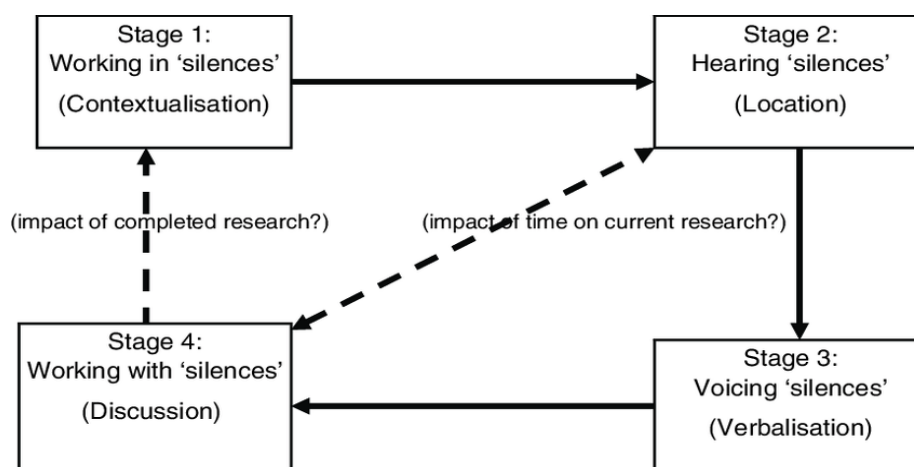 Stage 1:
Working in ‘silences’
(Contextualisation)
Stage 2:
Hearing ‘silences’
(Location)
(impact of completed research?)
(impact of time on current research?)
Stage 4:
Working with ‘silences’
(Discussion)
Stage 3:
Voicing ‘silences’
(Verbalisation)